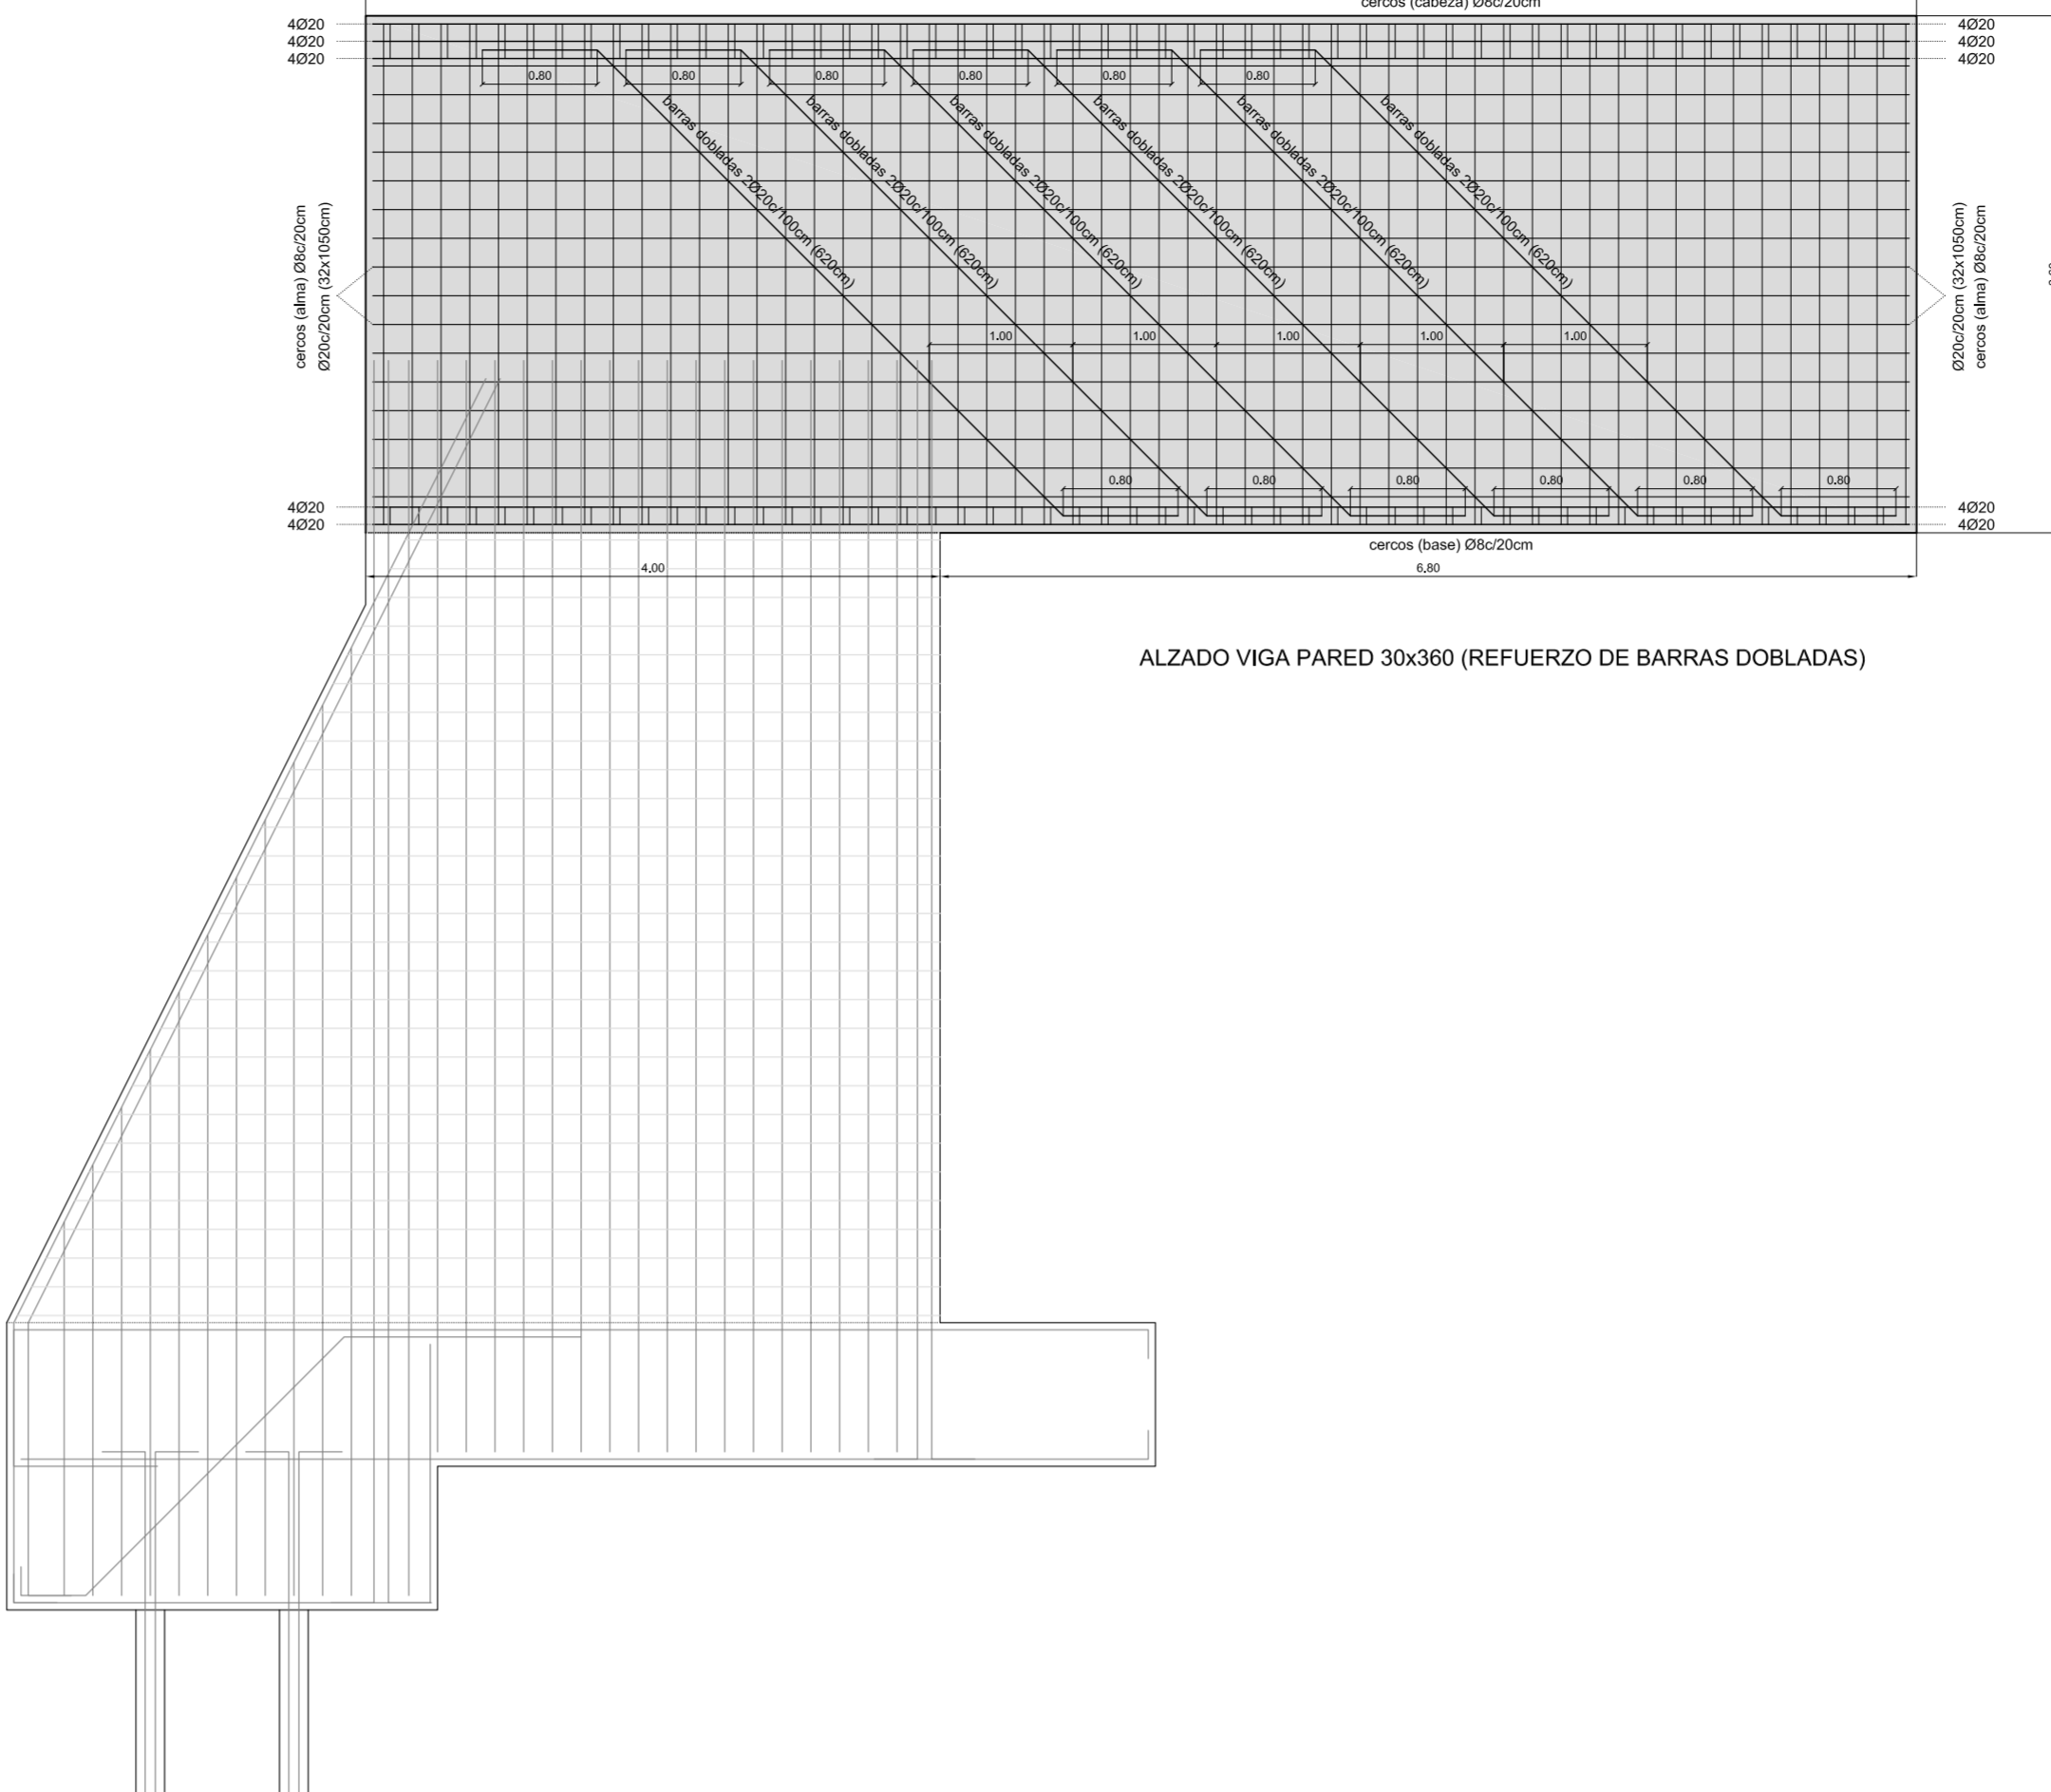 cercos (cabeza) Ø8c/20cm
4Ø20
4Ø20
4Ø20
4Ø20
4Ø20
4Ø20
0.80
0.80
0.80
0.80
0.80
0.80
barras dobladas 2Ø20c/100cm (620cm)
barras dobladas 2Ø20c/100cm (620cm)
barras dobladas 2Ø20c/100cm (620cm)
barras dobladas 2Ø20c/100cm (620cm)
barras dobladas 2Ø20c/100cm (620cm)
barras dobladas 2Ø20c/100cm (620cm)
cercos (alma) Ø8c/20cm
Ø20c/20cm (32x1050cm)
Ø20c/20cm (32x1050cm)
cercos (alma) Ø8c/20cm
1.00
1.00
1.00
1.00
1.00
0.80
0.80
0.80
0.80
0.80
0.80
4Ø20
4Ø20
4Ø20
4Ø20
cercos (base) Ø8c/20cm
4.00
6.80
ALZADO VIGA PARED 30x360 (REFUERZO DE BARRAS DOBLADAS)